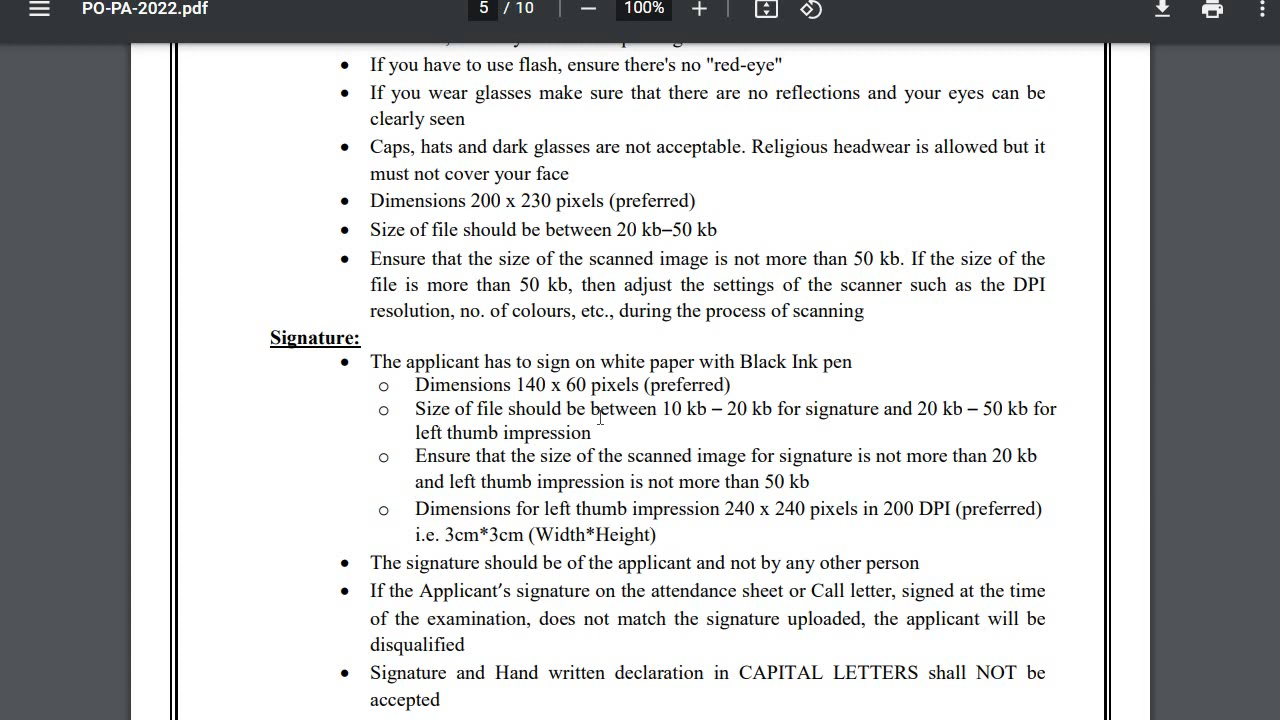 PO-PA-2022.pdf 5 / 10 100%
• If you have to use flash, ensure there's no "red-eye"
• If you wear glasses make sure that there are no reflections and your eyes can be
clearly seen
• Caps, hats and dark glasses are not acceptable. Religious headwear is allowed but it
must not cover your face
• Dimensions 200 x 230 pixels (preferred)
• Size of file should be between 20 kb–50 kb
• Ensure that the size of the scanned image is not more than 50 kb. If the size of the
file is more than 50 kb, then adjust the settings of the scanner such as the DPI
resolution, no. of colours, etc., during the process of scanning
Signature:
• The applicant has to sign on white paper with Black Ink pen
o Dimensions 140 x 60 pixels (preferred)
o Size of file should be between 10 kb – 20 kb for signature and 20 kb – 50 kb for
left thumb impression
o Ensure that the size of the scanned image for signature is not more than 20 kb
and left thumb impression is not more than 50 kb
o Dimensions for left thumb impression 240 x 240 pixels in 200 DPI (preferred)
i.e. 3cm*3cm (Width*Height)
• The signature should be of the applicant and not by any other person
• If the Applicant's signature on the attendance sheet or Call letter, signed at the time
of the examination, does not match the signature uploaded, the applicant will be
disqualified
• Signature and Hand written declaration in CAPITAL LETTERS shall NOT be
accepted